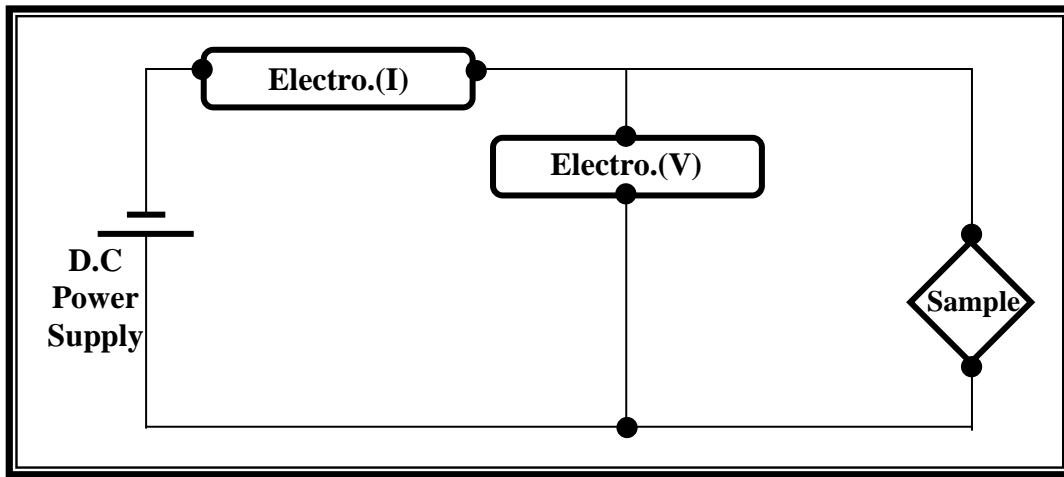 Electro.(I)
Electro.(V)
D.C
Power
Supply
Sample